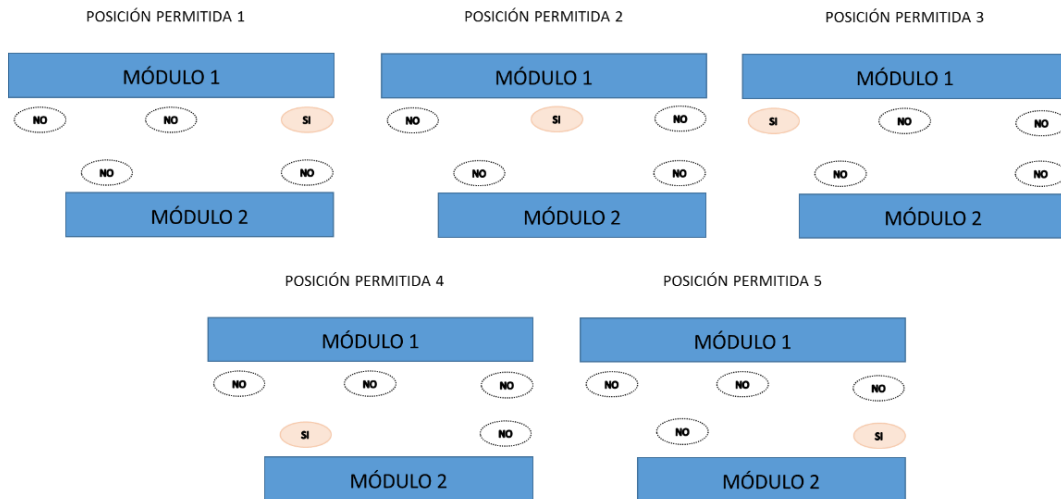 POSICIÓN PERMITIDA 1
MÓDULO 1
NO NO SI
NO NO
MÓDULO 2
POSICIÓN PERMITIDA 2
MÓDULO 1
NO SI NO
NO NO
MÓDULO 2
POSICIÓN PERMITIDA 3
MÓDULO 1
SI NO NO
NO NO
MÓDULO 2
POSICIÓN PERMITIDA 4
MÓDULO 1
NO NO NO
SI NO
MÓDULO 2
POSICIÓN PERMITIDA 5
MÓDULO 1
NO NO NO
NO SI
MÓDULO 2